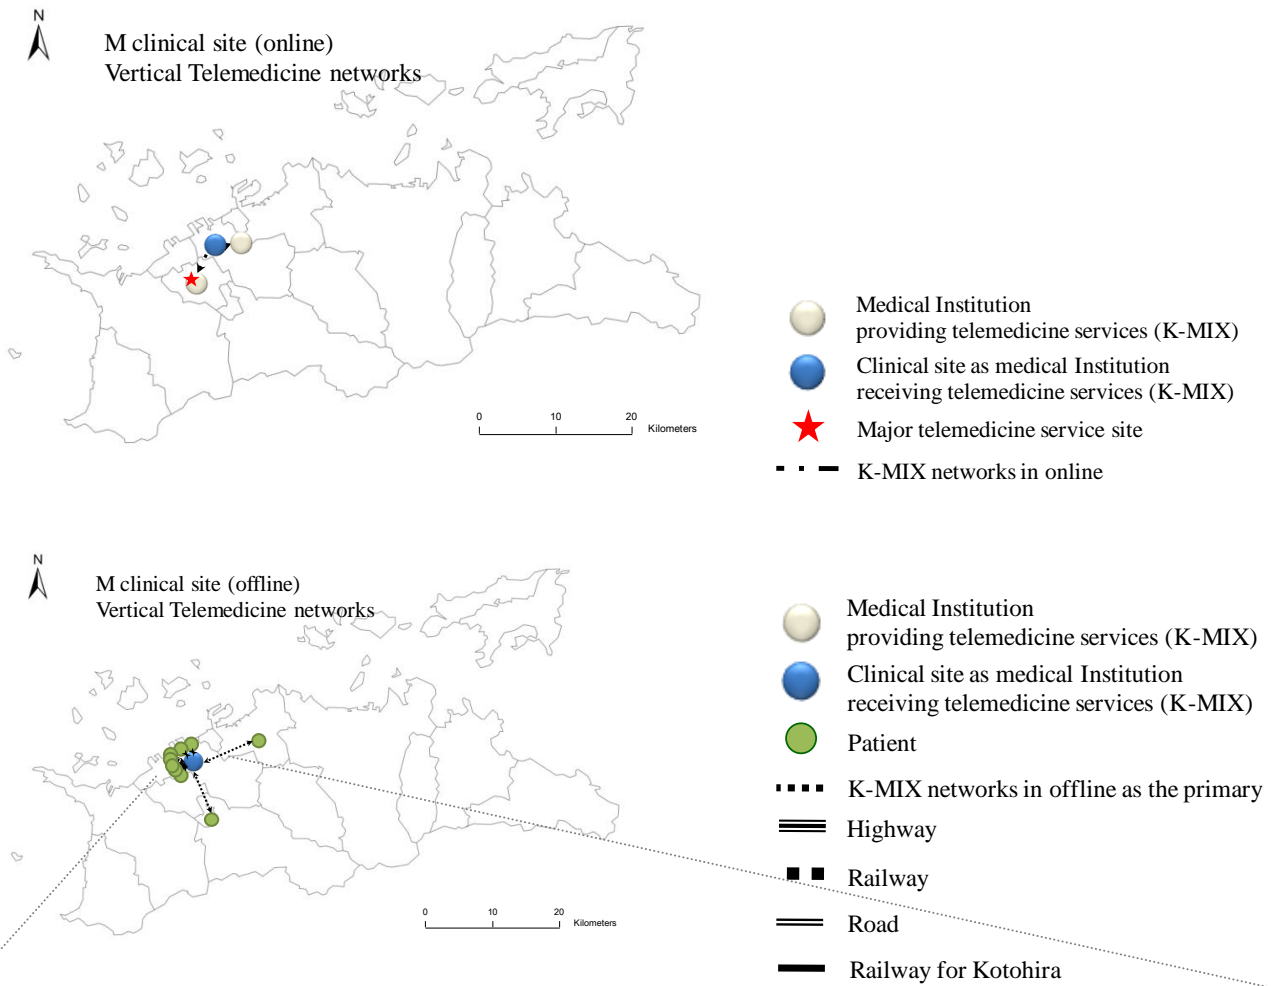 N
M clinical site (online)
Vertical Telemedicine networks
0 10 20
Kilometers
Medical Institution
providing telemedicine services (K-MIX)
Clinical site as medical Institution
receiving telemedicine services (K-MIX)
Major telemedicine service site
K-MIX networks in online
N
M clinical site (offline)
Vertical Telemedicine networks
0 10 20
Kilometers
Medical Institution
providing telemedicine services (K-MIX)
Clinical site as medical Institution
receiving telemedicine services (K-MIX)
Patient
K-MIX networks in offline as the primary
Highway
Railway
Road
Railway for Kotohira